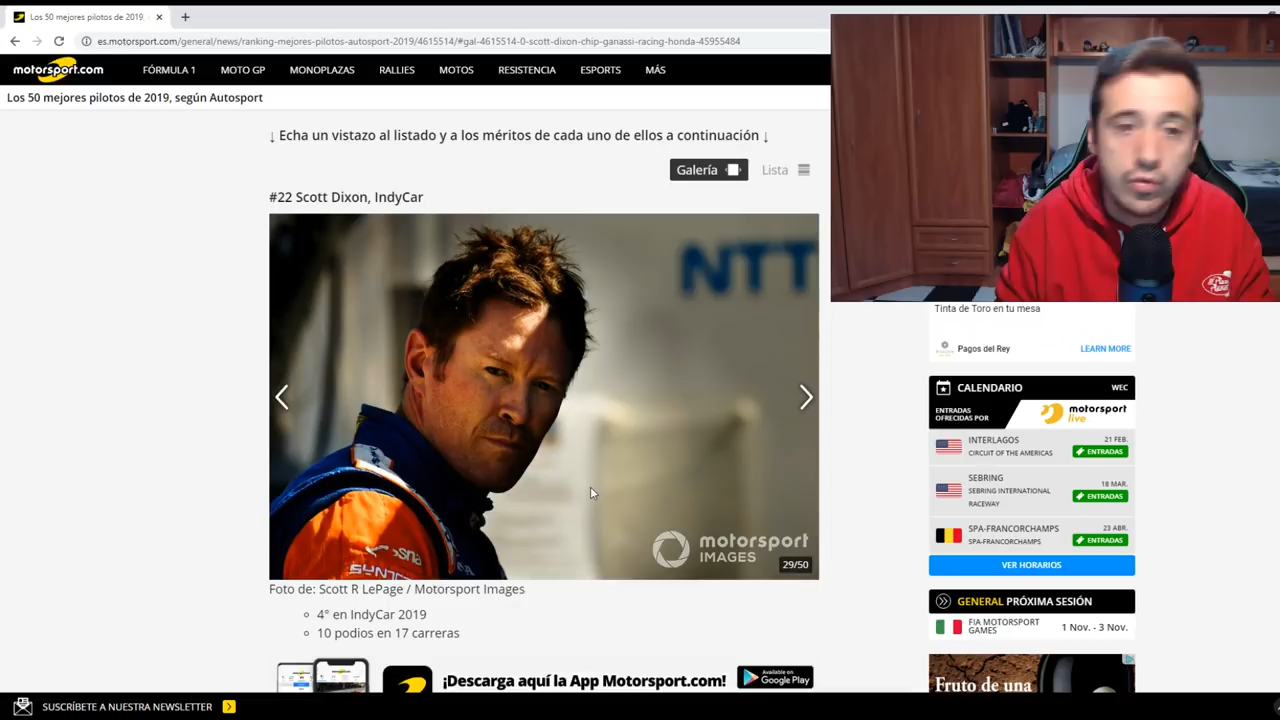 Los 50 mejores pilotos de 2019,
es.motorsport.com/general/news/ranking-mejores-pilotos-autosport-2019/4615514/#gal-4615514-0-scott-dixon-chip-ganassi-racing-honda-45955484
motorsport.com
FÓRMULA 1
MOTO GP
MONOPLAZAS
RALLIES
MOTOS
RESISTENCIA
ESPORTS
MÁS
Los 50 mejores pilotos de 2019, según Autosport
↓ Echa un vistazo al listado y a los méritos de cada uno de ellos a continuación ↓
Galería
Lista
#22 Scott Dixon, IndyCar
NTT
motorsport
IMAGES
29/50
Foto de: Scott R LePage / Motorsport Images
4° en IndyCar 2019
10 podios en 17 carreras
¡Descarga aquí la App Motorsport.com!
Available on
Google Play
Tinta de Toro en tu mesa
Pagos del Rey
LEARN MORE
CALENDARIO
WEC
ENTRADAS
OFRECIDAS POR
motorsport
live
INTERLAGOS
CIRCUIT OF THE AMERICAS
21 FEB.
ENTRADAS
SEBRING
SEBRING INTERNATIONAL
RACEWAY
18 MAR.
ENTRADAS
SPA-FRANCORCHAMPS
SPA-FRANCORCHAMPS
23 ABR.
ENTRADAS
VER HORARIOS
GENERAL PRÓXIMA SESIÓN
FIA MOTORSPORT
GAMES
1 Nov. - 3 Nov.
Fruto de una
SUSCRÍBETE A NUESTRA NEWSLETTER